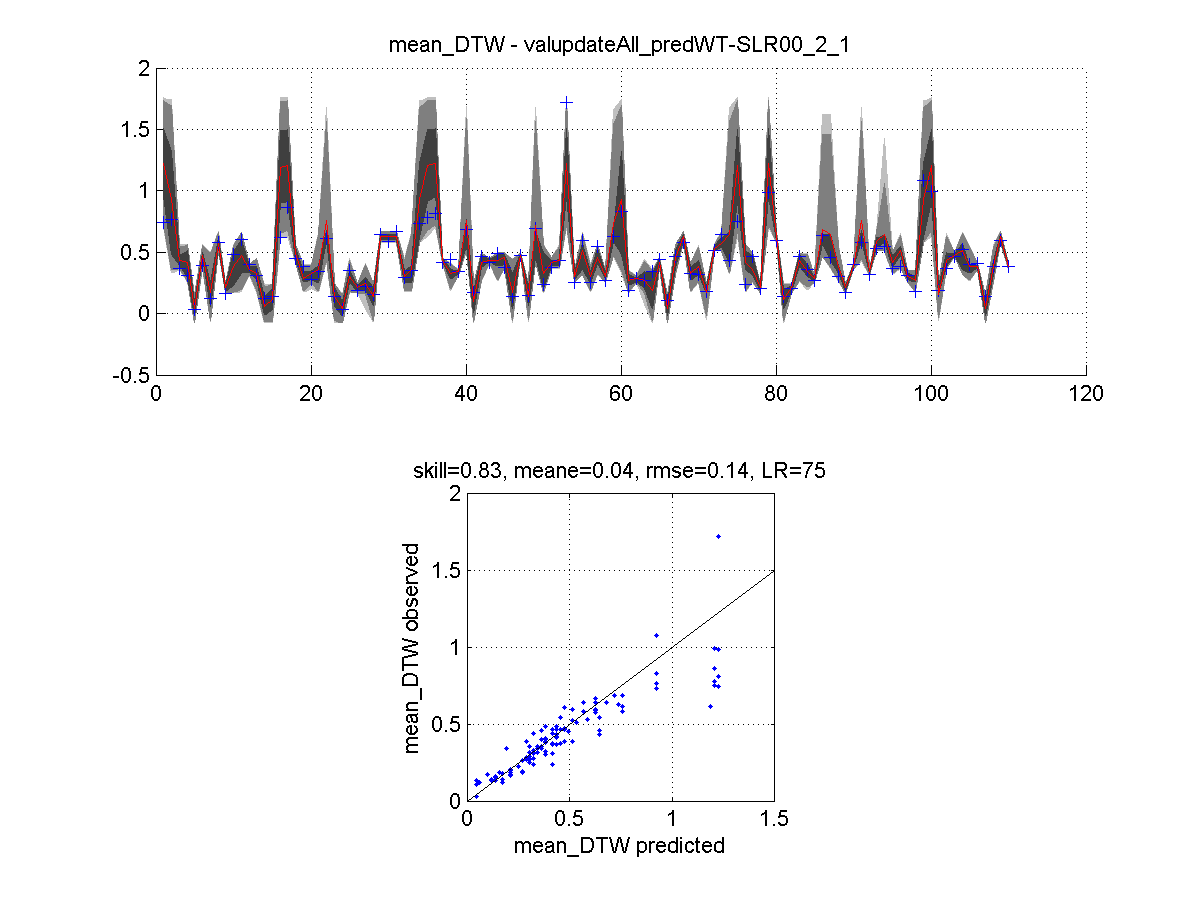 mean_DTW - valupdateAll_predWT-SLR00_2_1
2
1.5
1
0.5
0
-0.5
0 20 40 60 80 100 120
skill=0.83, meane=0.04, rmse=0.14, LR=75
mean_DTW observed
2
1.5
1
0.5
0
0 0.5 1 1.5
mean_DTW predicted